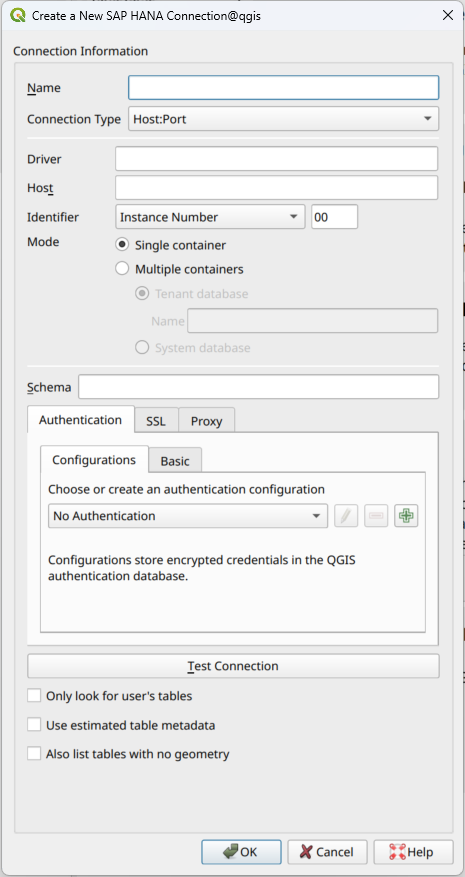 Create a New SAP HANA Connection@qgis
Connection Information
Name
Connection Type Host:Port
Driver
Host
Identifier Instance Number 00
Mode Single container
Multiple containers
Tenant database
Name
System database
Schema
Authentication SSL Proxy
Configurations Basic
Choose or create an authentication configuration
No Authentication
Configurations store encrypted credentials in the QGIS
authentication database.
Test Connection
Only look for user's tables
Use estimated table metadata
Also list tables with no geometry
OK Cancel Help